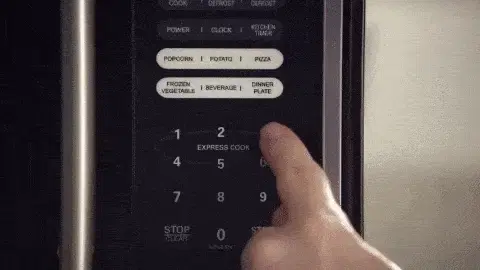 COOK DEFROST DEFROST
POWER | CLOCK | KITCHEN TIMER
POPCORN | POTATO | PIZZA
FROZEN VEGETABLE | BEVERAGE | DINNER PLATE
1 2
EXPRESS COOK
4 5 6
7 8 9
STOP 0
CLEAR